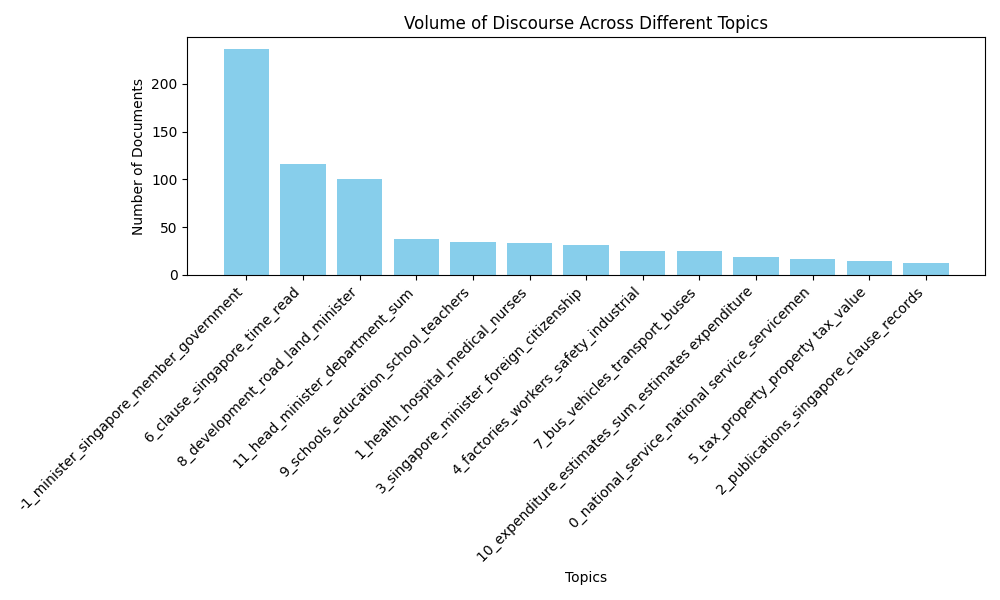 Volume of Discourse Across Different Topics
Number of Documents
200
150
100
50
0
-1_minister_singapore_member_government
6_clause_singapore_time_read
8_development_road_land_minister
11_head_minister_department_sum
9_schools_education_school_teachers
1_health_hospital_medical_nurses
3_singapore_minister_foreign_citizenship
4_factories_workers_safety_industrial
7_bus_vehicles_transport_buses
10_expenditure_estimates_sum_estimates expenditure
0_national_service_national service_servicemen
5_tax_property_property tax_value
2_publications_singapore_clause_records
Topics